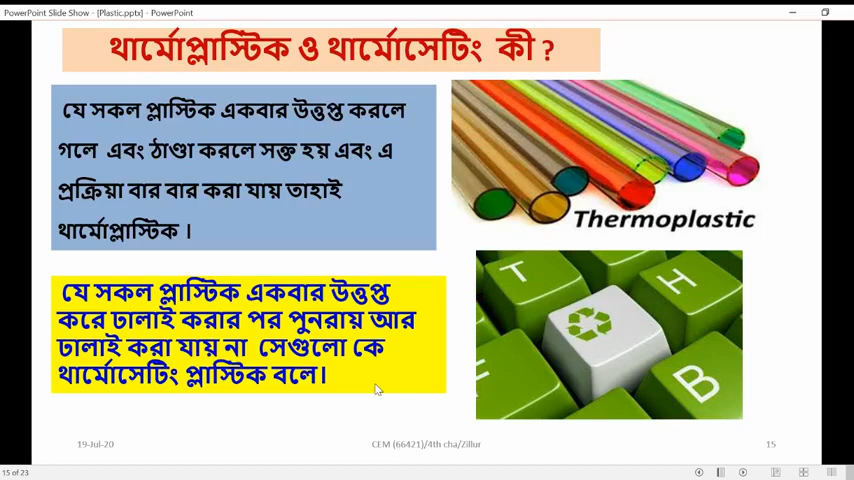 PowerPoint Slide Show - [Plastic.pptx] - PowerPoint
থার্মোপ্লাস্টিক ও থার্মোসেটিং কী ?
যে সকল প্লাস্টিক একবার উত্তপ্ত করলে
গলে এবং ঠাণ্ডা করলে সক্ত হয় এবং এ
প্রক্রিয়া বার বার করা যায় তাহাই
থার্মোপ্লাস্টিক ।
Thermoplastic
যে সকল প্লাস্টিক একবার উত্তপ্ত
করে ঢালাই করার পর পুনরায় আর
ঢালাই করা যায় না সেগুলো কে
থার্মোসেটিং প্লাস্টিক বলে।
T
H
F
B
19-Jul-20
CEM (66421)/4th cha/Zillur
15
15 of 23